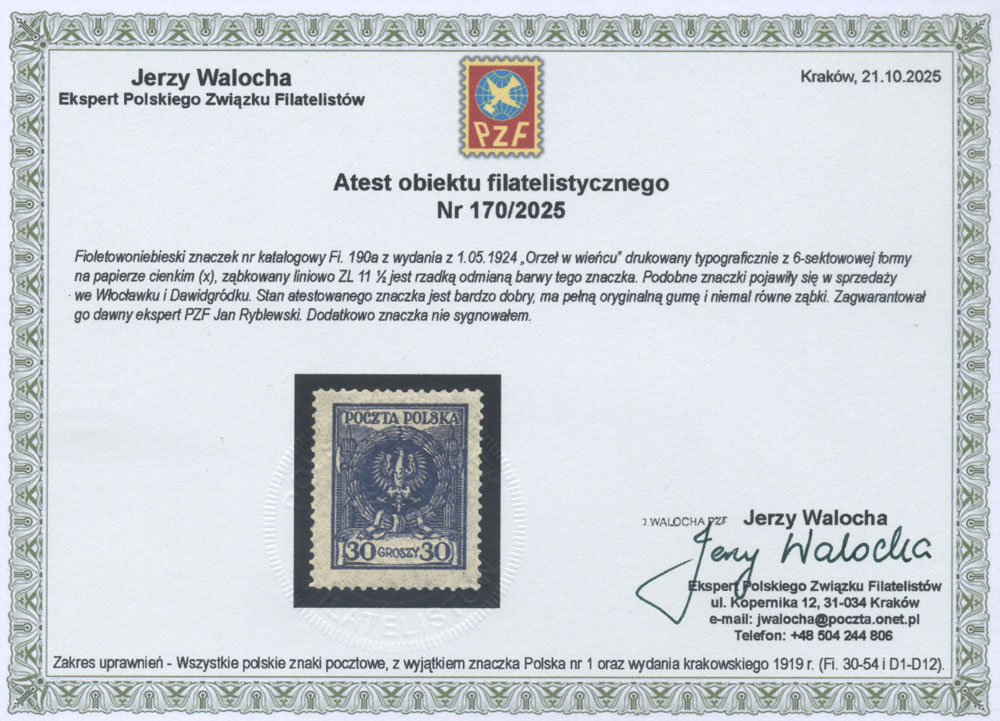 Jerzy Walocha
Ekspert Polskiego Związku Filatelistów
Kraków, 21.10.2025
PZF
Atest obiektu filatelistycznego
Nr 170/2025
Fioletowoniebieski znaczek nr katalogowy Fi. 190a z wydania z 1.05.1924 „Orzeł w wieńcu” drukowany typograficznie z 6-sektowowej formy
na papierze cienkim (x), ząbkowany liniowo ZL 11 ½ jest rzadką odmianą barwy tego znaczka. Podobne znaczki pojawiły się w sprzedaży
we Włocławku i Dawidgródku. Stan atestowanego znaczka jest bardzo dobry, ma pełną oryginalną gumę i niemal równe ząbki. Zagwarantował
go dawny ekspert PZF Jan Ryblewski. Dodatkowo znaczka nie sygnowałem.
POCZTA POLSKA
30 GROSZY 30
J.WALOCHA PZF
Jerzy Walocha
Jerzy Walocha
Ekspert Polskiego Związku Filatelistów
ul. Kopernika 12, 31-034 Kraków
e-mail: jwalocha@poczta.onet.pl
Telefon: +48 504 244 806
Zakres uprawnień - Wszystkie polskie znaki pocztowe, z wyjątkiem znaczka Polska nr 1 oraz wydania krakowskiego 1919 r. (Fi. 30-54 i D1-D12).